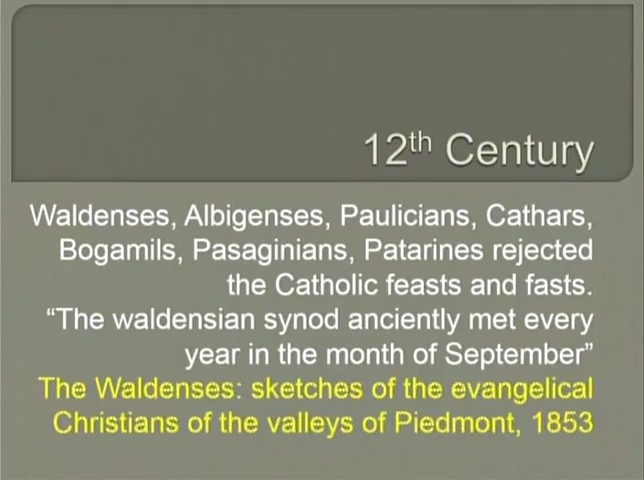 12th Century
Waldenses, Albigenses, Paulicians, Cathars,
Bogamils, Pasaginians, Patarines rejected
the Catholic feasts and fasts.
“The waldensian synod anciently met every
year in the month of September”
The Waldenses: sketches of the evangelical
Christians of the valleys of Piedmont, 1853